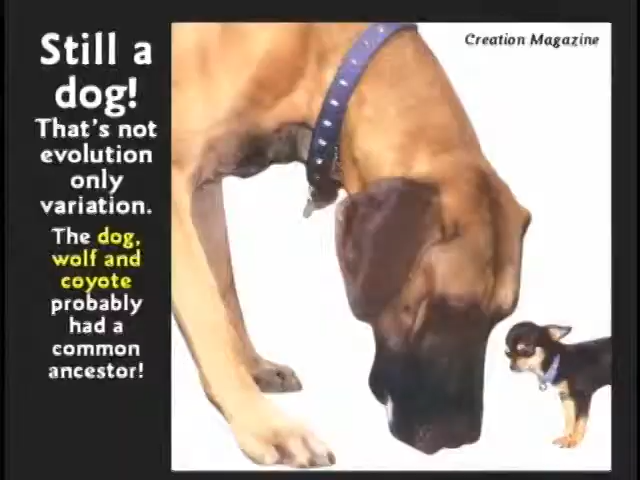 Still a
dog!
That's not
evolution
only
variation.
The dog,
wolf and
coyote
probably
had a
common
ancestor!
Creation Magazine